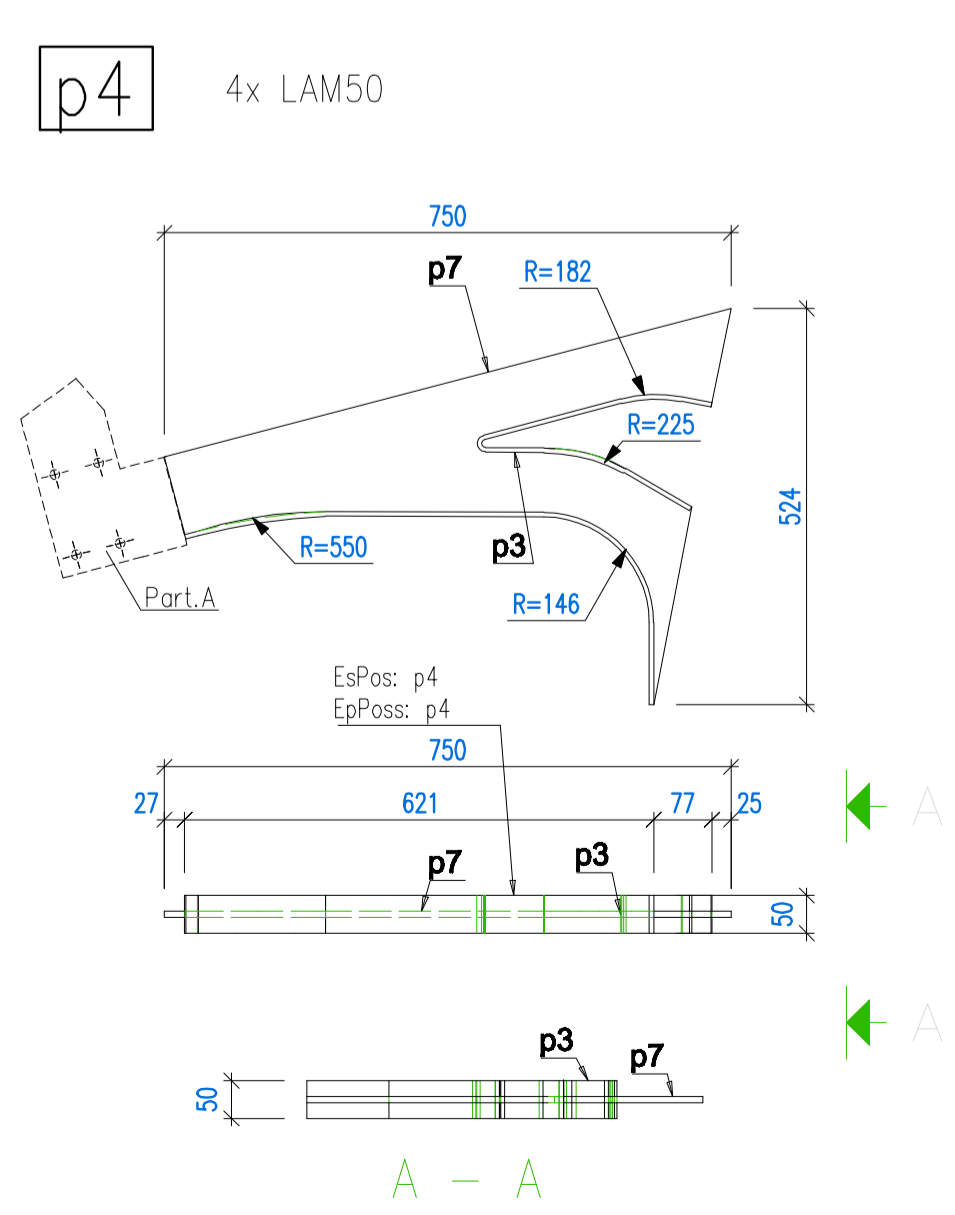 p4 4x LAM50
750
p7 R=182
R=225
524
R=550 p3
R=146
Part.A
EsPos: p4
EpPoss: p4
750
27 621 77 25
A
p7 p3
50
A
p3
p7
50
A - A